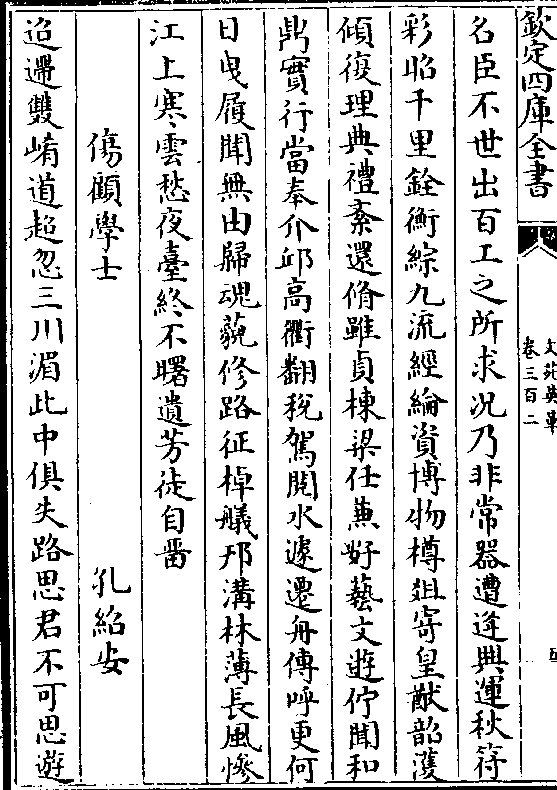 欽定四庫全書
文苑英華
卷三百二
名臣不世出百工之所求况乃非常器遭逢興運秋符
彩昭千里銓衡綜九流經綸資博物樽俎寄皇猷韶濩
傾復理典禮紊還脩雖貞棟梁任兼好藝文遊佇聞和
鼎實行當奉介邱高衢翻稅駕閱水遽遷舟傳呼更何
日曳履聞無由歸魂藐修路征棹艤邗溝林薄長風慘
江上寒雲愁夜臺終不曙遺芳徒自畱
傷顧學士
孔紹安
迢遰雙崤道超忽三川湄此中俱失路思君不可思遊